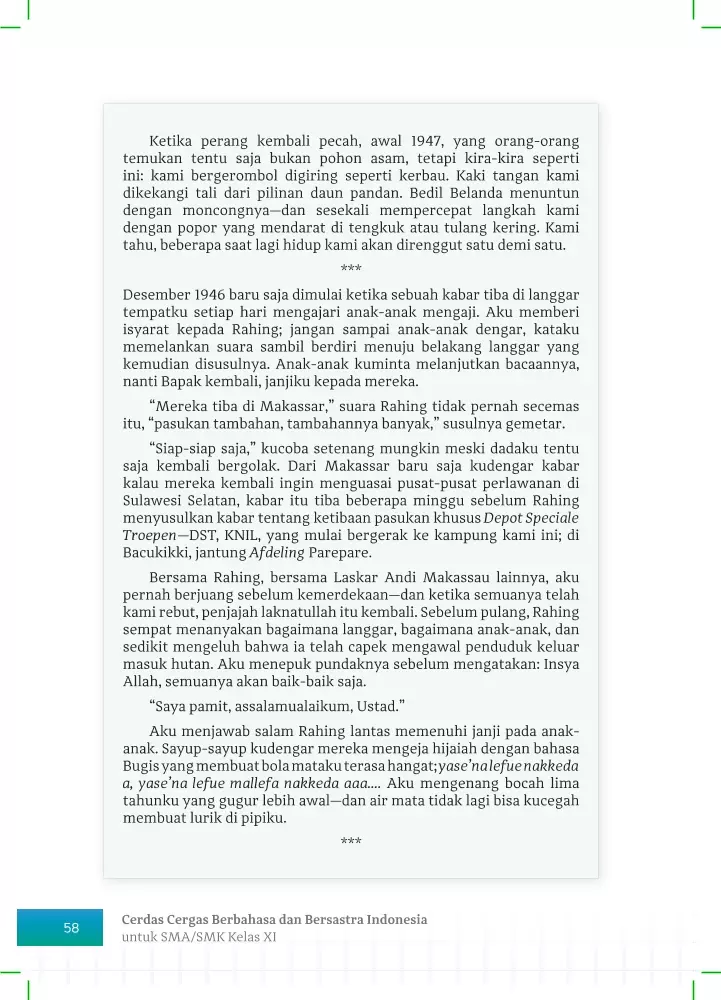 Ketika perang kembali pecah, awal 1947, yang orang-orang
temukan tentu saja bukan pohon asam, tetapi kira-kira seperti
ini: kami bergerombol digiring seperti kerbau. Kaki tangan kami
dikekangi tali dari pilinan daun pandan. Bedil Belanda menuntun
dengan moncongnya—dan sesekali mempercepat langkah kami
dengan popor yang mendarat di tengkuk atau tulang kering. Kami
tahu, beberapa saat lagi hidup kami akan direnggut satu demi satu.
***
Desember 1946 baru saja dimulai ketika sebuah kabar tiba di langgar
tempatku setiap hari mengajari anak-anak mengaji. Aku memberi
isyarat kepada Rahing; jangan sampai anak-anak dengar, kataku
memelankan suara sambil berdiri menuju belakang langgar yang
kemudian disusulnya. Anak-anak kuminta melanjutkan bacaannya,
nanti Bapak kembali, janjiku kepada mereka.
“Mereka tiba di Makassar,” suara Rahing tidak pernah secemas
itu, “pasukan tambahan, tambahannya banyak,” susulnya gemetar.
“Siap-siap saja,” kucoba setenang mungkin meski dadaku tentu
saja kembali bergolak. Dari Makassar baru saja kudengar kabar
kalau mereka kembali ingin menguasai pusat-pusat perlawanan di
Sulawesi Selatan, kabar itu tiba beberapa minggu sebelum Rahing
menyusulkan kabar tentang ketibaan pasukan khusus Depot Speciale
Troepen—DST, KNIL, yang mulai bergerak ke kampung kami ini; di
Bacukikki, jantung Afdeling Parepare.
Bersama Rahing, bersama Laskar Andi Makassau lainnya, aku
pernah berjuang sebelum kemerdekaan—dan ketika semuanya telah
kami rebut, penjajah laknatullah itu kembali. Sebelum pulang, Rahing
sempat menanyakan bagaimana langgar, bagaimana anak-anak, dan
sedikit mengeluh bahwa ia telah capek mengawal penduduk keluar
masuk hutan. Aku menepuk pundaknya sebelum mengatakan: Insya
Allah, semuanya akan baik-baik saja.
“Saya pamit, assalamualaikum, Ustad.”
Aku menjawab salam Rahing lantas memenuhi janji pada anak-
anak. Sayup-sayup kudengar mereka mengeja hijaiah dengan bahasa
Bugis yang membuat bola mataku terasa hangat; yase’na lefue nakkeda
a, yase’na lefue mallefa nakkeda aaa.... Aku mengenang bocah lima
tahunku yang gugur lebih awal—dan air mata tidak lagi bisa kucegah
membuat lurik di pipiku.
***
58
Cerdas Cergas Berbahasa dan Bersastra Indonesia
untuk SMA/SMK Kelas XI